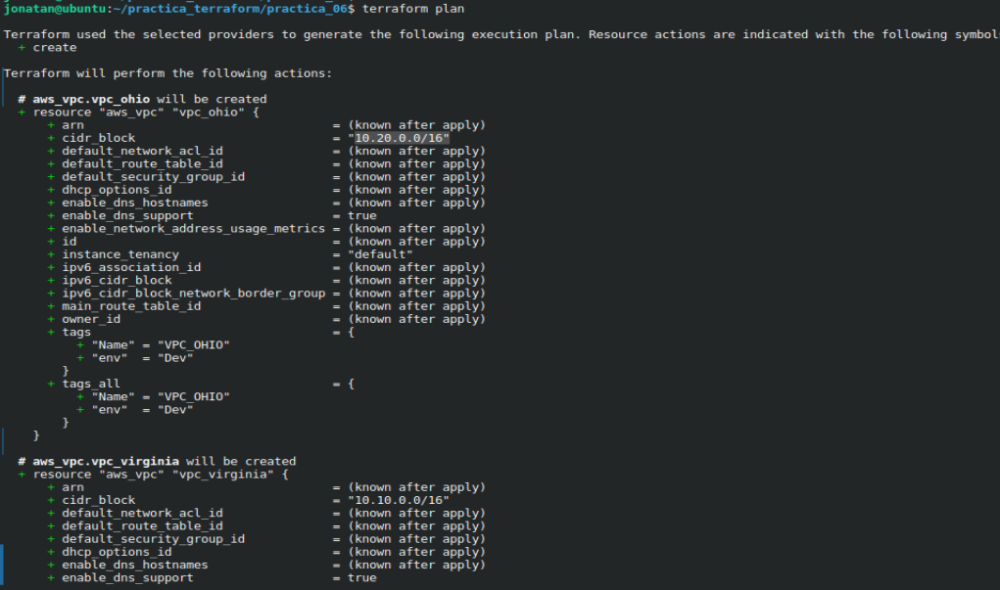 jonatan@ubuntu:~/practica_terraform/practica_06$ terraform plan
Terraform used the selected providers to generate the following execution plan. Resource actions are indicated with the following symbol
+ create
Terraform will perform the following actions:
# aws_vpc.vpc_ohio will be created
+ resource "aws_vpc" "vpc_ohio" {
+ arn = (known after apply)
+ cidr_block = "10.20.0.0/16"
+ default_network_acl_id = (known after apply)
+ default_route_table_id = (known after apply)
+ default_security_group_id = (known after apply)
+ dhcp_options_id = (known after apply)
+ enable_dns_hostnames = (known after apply)
+ enable_dns_support = true
+ enable_network_address_usage_metrics = (known after apply)
+ id = (known after apply)
+ instance_tenancy = "default"
+ ipv6_association_id = (known after apply)
+ ipv6_cidr_block = (known after apply)
+ ipv6_cidr_block_network_border_group = (known after apply)
+ main_route_table_id = (known after apply)
+ owner_id = (known after apply)
+ tags = {
+ "Name" = "VPC_OHIO"
+ "env" = "Dev"
}
+ tags_all = {
+ "Name" = "VPC_OHIO"
+ "env" = "Dev"
}
}
# aws_vpc.vpc_virginia will be created
+ resource "aws_vpc" "vpc_virginia" {
+ arn = (known after apply)
+ cidr_block = "10.10.0.0/16"
+ default_network_acl_id = (known after apply)
+ default_route_table_id = (known after apply)
+ default_security_group_id = (known after apply)
+ dhcp_options_id = (known after apply)
+ enable_dns_hostnames = (known after apply)
+ enable_dns_support = true